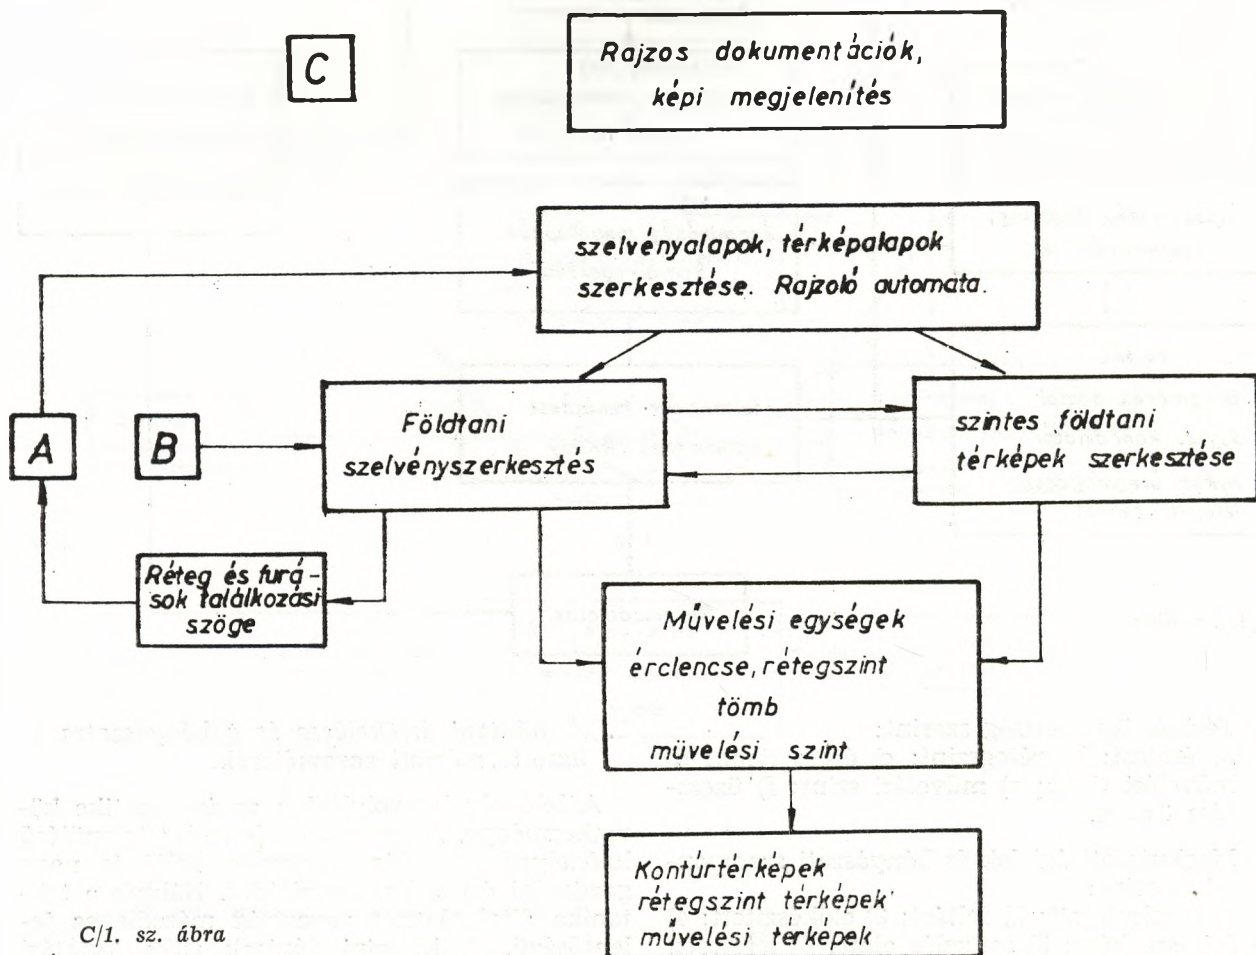 C
Rajzos dokumentációk,
képi megjelenítés
szelvényalapok, térképalapok
szerkesztése. Rajzoló automata.
A
B
Földtani
szelvényszerkesztés
szintes földtani
térképek szerkesztése
Réteg és furá-
sok találkozási
szöge
Művelési egységek
érclencse, rétegszint
tömb
művelési szint
Kontúrtérképek
rétegszint térképek
művelési térképek
C/1. sz. ábra